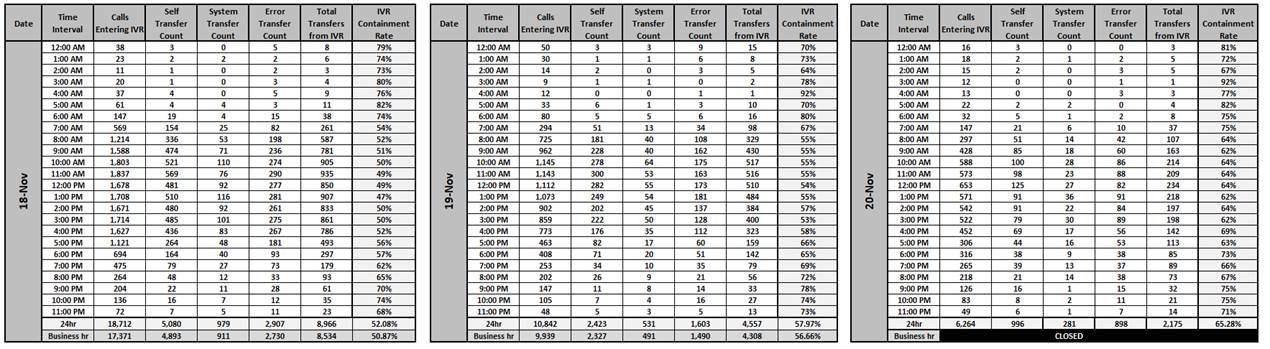 Date Time Interval Calls Entering IVR Self Transfer Count System Transfer Count Error Transfer Count Total Transfers from IVR IVR Containment Rate
18-Nov
12:00 AM 38 3 0 5 8 79%
1:00 AM 23 2 2 2 6 74%
2:00 AM 11 1 0 2 3 73%
3:00 AM 20 1 0 3 4 80%
4:00 AM 37 4 0 5 9 76%
5:00 AM 61 4 4 3 11 82%
6:00 AM 147 19 4 15 38 74%
7:00 AM 569 154 25 82 261 54%
8:00 AM 1,214 336 53 198 587 52%
9:00 AM 1,588 474 71 236 781 51%
10:00 AM 1,803 521 110 274 905 50%
11:00 AM 1,837 569 76 290 935 49%
12:00 PM 1,678 481 92 277 850 49%
1:00 PM 1,708 510 116 281 907 47%
2:00 PM 1,671 480 92 261 833 50%
3:00 PM 1,714 485 101 275 861 50%
4:00 PM 1,627 436 83 267 786 52%
5:00 PM 1,121 264 48 181 493 56%
6:00 PM 694 164 40 93 297 57%
7:00 PM 475 79 27 73 179 62%
8:00 PM 264 48 12 33 93 65%
9:00 PM 204 22 11 28 61 70%
10:00 PM 136 16 7 12 35 74%
11:00 PM 72 7 5 11 23 68%
24hr 18,712 5,080 979 2,907 8,966 52.08%
Business hr 17,371 4,893 911 2,730 8,534 50.87%
Date Time Interval Calls Entering IVR Self Transfer Count System Transfer Count Error Transfer Count Total Transfers from IVR IVR Containment Rate
19-Nov
12:00 AM 50 3 3 9 15 70%
1:00 AM 30 1 1 6 8 73%
2:00 AM 14 2 0 3 5 64%
3:00 AM 9 1 1 0 2 78%
4:00 AM 12 0 0 1 1 92%
5:00 AM 33 6 1 3 10 70%
6:00 AM 80 5 5 6 16 80%
7:00 AM 294 51 13 34 98 67%
8:00 AM 725 181 40 108 329 55%
9:00 AM 962 228 40 162 430 55%
10:00 AM 1,145 278 64 175 517 55%
11:00 AM 1,143 300 53 163 516 55%
12:00 PM 1,112 282 55 173 510 54%
1:00 PM 1,073 249 54 181 484 55%
2:00 PM 902 202 45 137 384 57%
3:00 PM 859 222 50 128 400 53%
4:00 PM 773 176 35 112 323 58%
5:00 PM 463 82 17 60 159 66%
6:00 PM 408 71 20 51 142 65%
7:00 PM 253 34 10 35 79 69%
8:00 PM 202 26 9 21 56 72%
9:00 PM 147 11 8 14 33 78%
10:00 PM 105 7 4 16 27 74%
11:00 PM 48 5 3 5 13 73%
24hr 10,842 2,423 531 1,603 4,557 57.97%
Business hr 9,939 2,327 491 1,490 4,308 56.66%
Date Time Interval Calls Entering IVR Self Transfer Count System Transfer Count Error Transfer Count Total Transfers from IVR IVR Containment Rate
20-Nov
12:00 AM 16 3 0 0 3 81%
1:00 AM 18 2 1 2 5 72%
2:00 AM 15 2 0 3 5 67%
3:00 AM 12 0 0 1 1 92%
4:00 AM 13 0 0 3 3 77%
5:00 AM 22 2 2 0 4 82%
6:00 AM 32 5 1 2 8 75%
7:00 AM 147 21 6 10 37 75%
8:00 AM 297 51 14 42 107 64%
9:00 AM 428 85 18 60 163 62%
10:00 AM 588 100 28 86 214 64%
11:00 AM 573 98 23 88 209 64%
12:00 PM 653 125 27 82 234 64%
1:00 PM 571 91 36 91 218 62%
2:00 PM 542 91 22 84 197 64%
3:00 PM 522 79 30 89 198 62%
4:00 PM 452 69 17 56 142 69%
5:00 PM 306 44 16 53 113 63%
6:00 PM 316 38 9 38 85 73%
7:00 PM 265 39 13 37 89 66%
8:00 PM 218 21 14 38 73 67%
9:00 PM 126 16 1 15 32 75%
10:00 PM 83 8 2 11 21 75%
11:00 PM 49 6 1 7 14 71%
24hr 6,264 996 281 898 2,175 65.28%
Business hr CLOSED